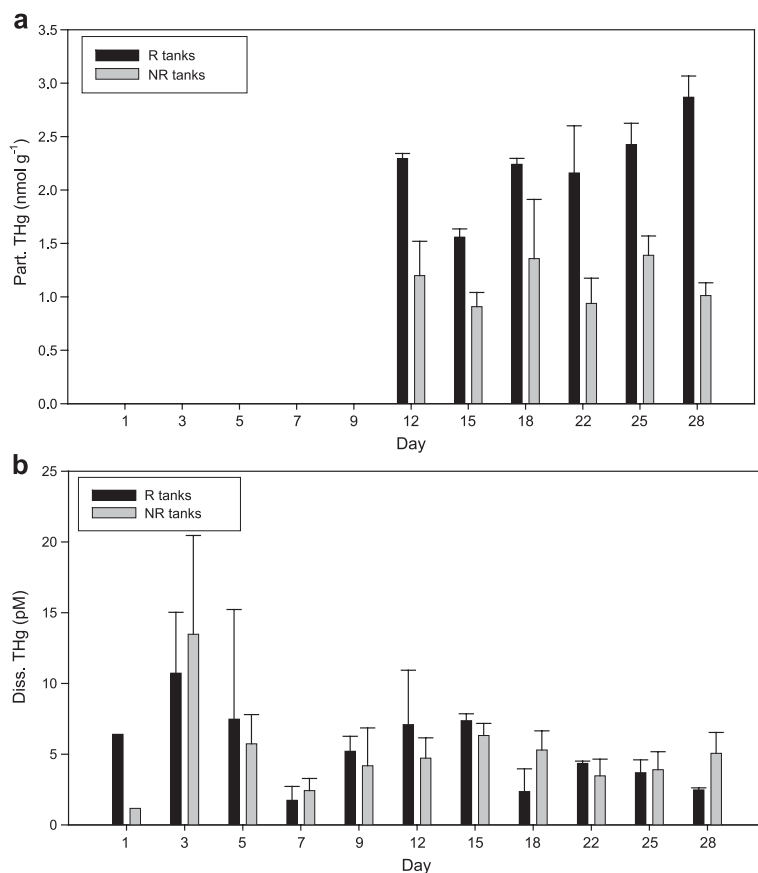 a
3.5
3.0
2.5
2.0
1.5
1.0
0.5
0.0
Part. THg (nmol g⁻¹)
R tanks
NR tanks
1 3 5 7 9 12 15 18 22 25 28
Day
b
25
20
15
10
5
0
Diss. THg (pM)
R tanks
NR tanks
1 3 5 7 9 12 15 18 22 25 28
Day